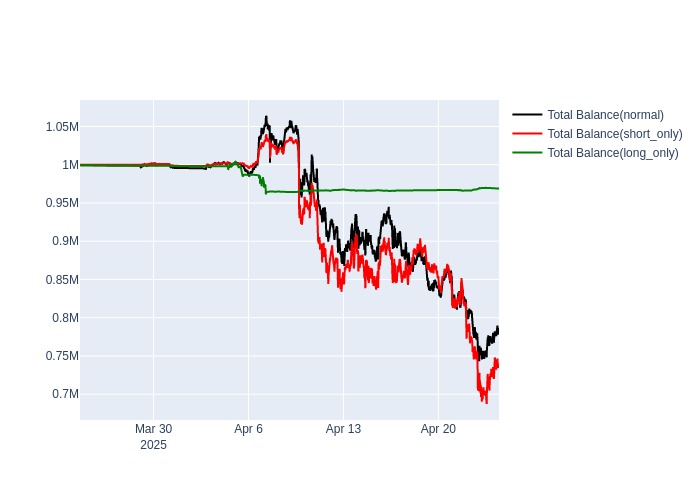 Total Balance(normal)
Total Balance(short_only)
Total Balance(long_only)
1.05M
1M
0.95M
0.9M
0.85M
0.8M
0.75M
0.7M
Mar 30
2025
Apr 6
Apr 13
Apr 20